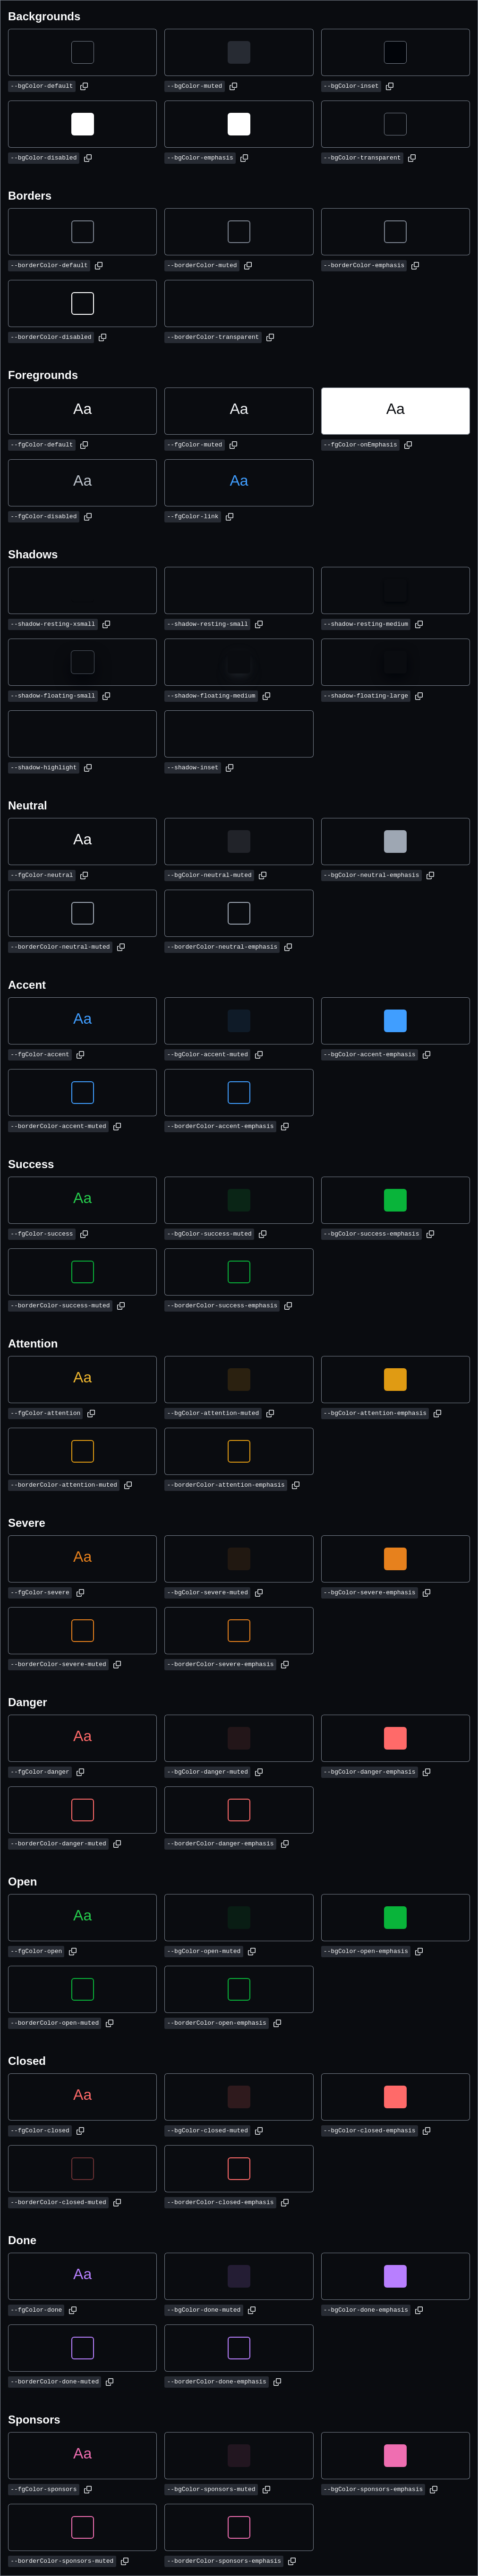 Backgrounds
--bgColor-default --bgColor-muted --bgColor-inset
--bgColor-disabled --bgColor-emphasis --bgColor-transparent
Borders
--borderColor-default --borderColor-muted --borderColor-emphasis
--borderColor-disabled --borderColor-transparent
Foregrounds
Aa Aa Aa
--fgColor-default --fgColor-muted --fgColor-onEmphasis
Aa Aa
--fgColor-disabled --fgColor-link
Shadows
--shadow-resting-xsmall --shadow-resting-small --shadow-resting-medium
--shadow-floating-small --shadow-floating-medium --shadow-floating-large
--shadow-highlight --shadow-inset
Neutral
Aa
--fgColor-neutral --bgColor-neutral-muted --bgColor-neutral-emphasis
--borderColor-neutral-muted --borderColor-neutral-emphasis
Accent
Aa
--fgColor-accent --bgColor-accent-muted --bgColor-accent-emphasis
--borderColor-accent-muted --borderColor-accent-emphasis
Success
Aa
--fgColor-success --bgColor-success-muted --bgColor-success-emphasis
--borderColor-success-muted --borderColor-success-emphasis
Attention
Aa
--fgColor-attention --bgColor-attention-muted --bgColor-attention-emphasis
--borderColor-attention-muted --borderColor-attention-emphasis
Severe
Aa
--fgColor-severe --bgColor-severe-muted --bgColor-severe-emphasis
--borderColor-severe-muted --borderColor-severe-emphasis
Danger
Aa
--fgColor-danger --bgColor-danger-muted --bgColor-danger-emphasis
--borderColor-danger-muted --borderColor-danger-emphasis
Open
Aa
--fgColor-open --bgColor-open-muted --bgColor-open-emphasis
--borderColor-open-muted --borderColor-open-emphasis
Closed
Aa
--fgColor-closed --bgColor-closed-muted --bgColor-closed-emphasis
--borderColor-closed-muted --borderColor-closed-emphasis
Done
Aa
--fgColor-done --bgColor-done-muted --bgColor-done-emphasis
--borderColor-done-muted --borderColor-done-emphasis
Sponsors
Aa
--fgColor-sponsors --bgColor-sponsors-muted --bgColor-sponsors-emphasis
--borderColor-sponsors-muted --borderColor-sponsors-emphasis